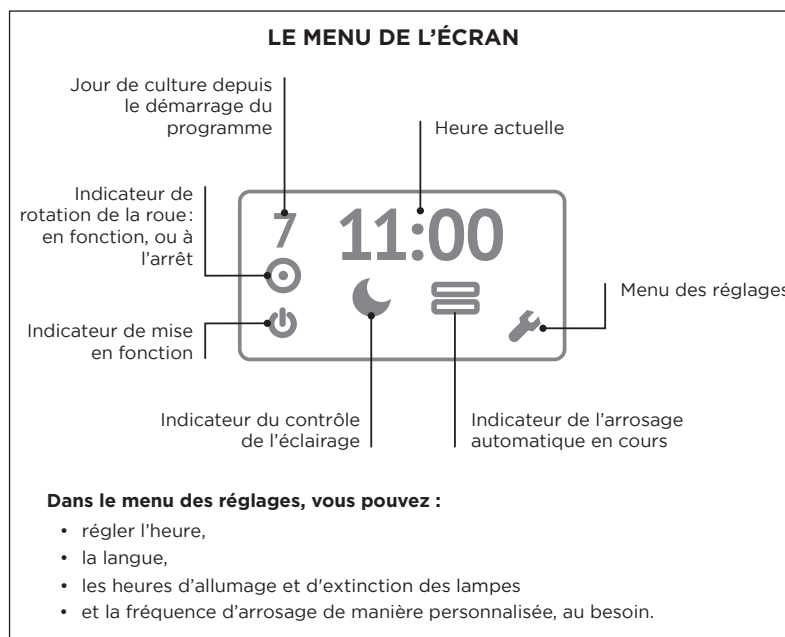 LE MENU DE L’ÉCRAN
Jour de culture depuis
le démarrage du
programme
Heure actuelle
Indicateur de
rotation de la roue :
en fonction, ou à
l’arrêt
7
11:00
Menu des réglages
Indicateur de mise
en fonction
Indicateur du contrôle
de l’éclairage
Indicateur de l’arrosage
automatique en cours
Dans le menu des réglages, vous pouvez :
• régler l’heure,
• la langue,
• les heures d’allumage et d'extinction des lampes
• et la fréquence d’arrosage de manière personnalisée, au besoin.